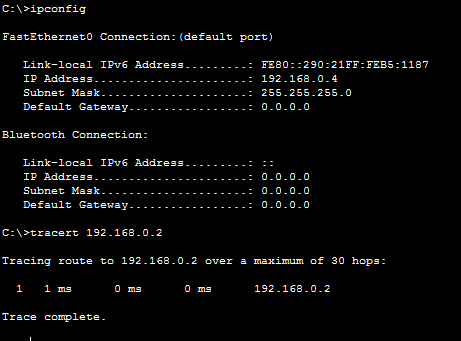 C:\>ipconfig
FastEthernet0 Connection:(default port)
Link-local IPv6 Address.........: FE80::290:21FF:FEB5:1187
IP Address......................: 192.168.0.4
Subnet Mask.....................: 255.255.255.0
Default Gateway.................: 0.0.0.0
Bluetooth Connection:
Link-local IPv6 Address.........: ::
IP Address......................: 0.0.0.0
Subnet Mask.....................: 0.0.0.0
Default Gateway.................: 0.0.0.0
C:\>tracert 192.168.0.2
Tracing route to 192.168.0.2 over a maximum of 30 hops:
1 1 ms 0 ms 0 ms 192.168.0.2
Trace complete.